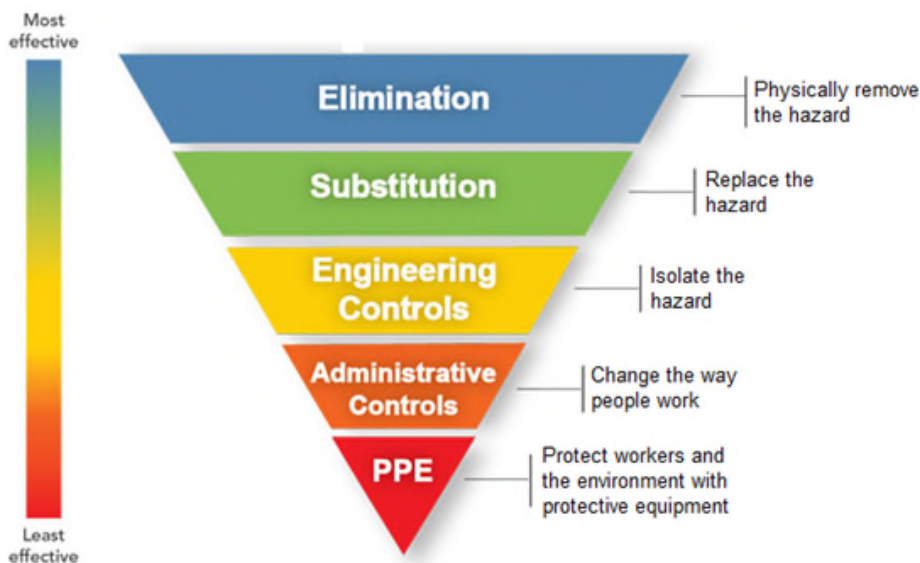 Most
effective
Elimination
Physically remove
the hazard
Substitution
Replace the
hazard
Engineering
Controls
Isolate the
hazard
Administrative
Controls
Change the way
people work
PPE
Protect workers and
the environment with
protective equipment
Least
effective